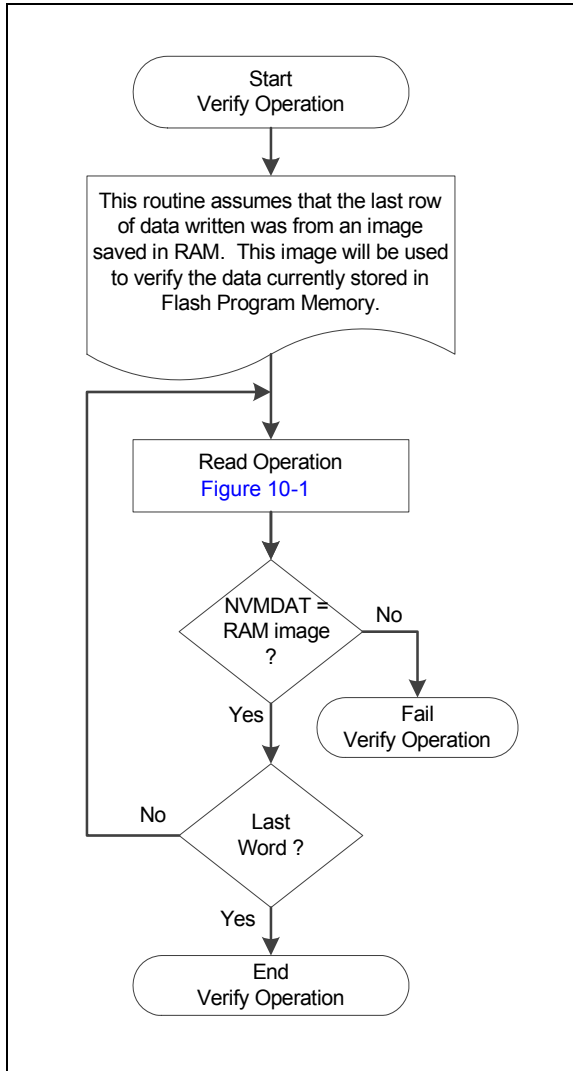 Start
Verify Operation
This routine assumes that the last row
of data written was from an image
saved in RAM.  This image will be used
to verify the data currently stored in
Flash Program Memory.
Read Operation
Figure 10-1
NVMDAT =
RAM image
?
No
Yes
Fail
Verify Operation
No
Last
Word ?
Yes
End
Verify Operation